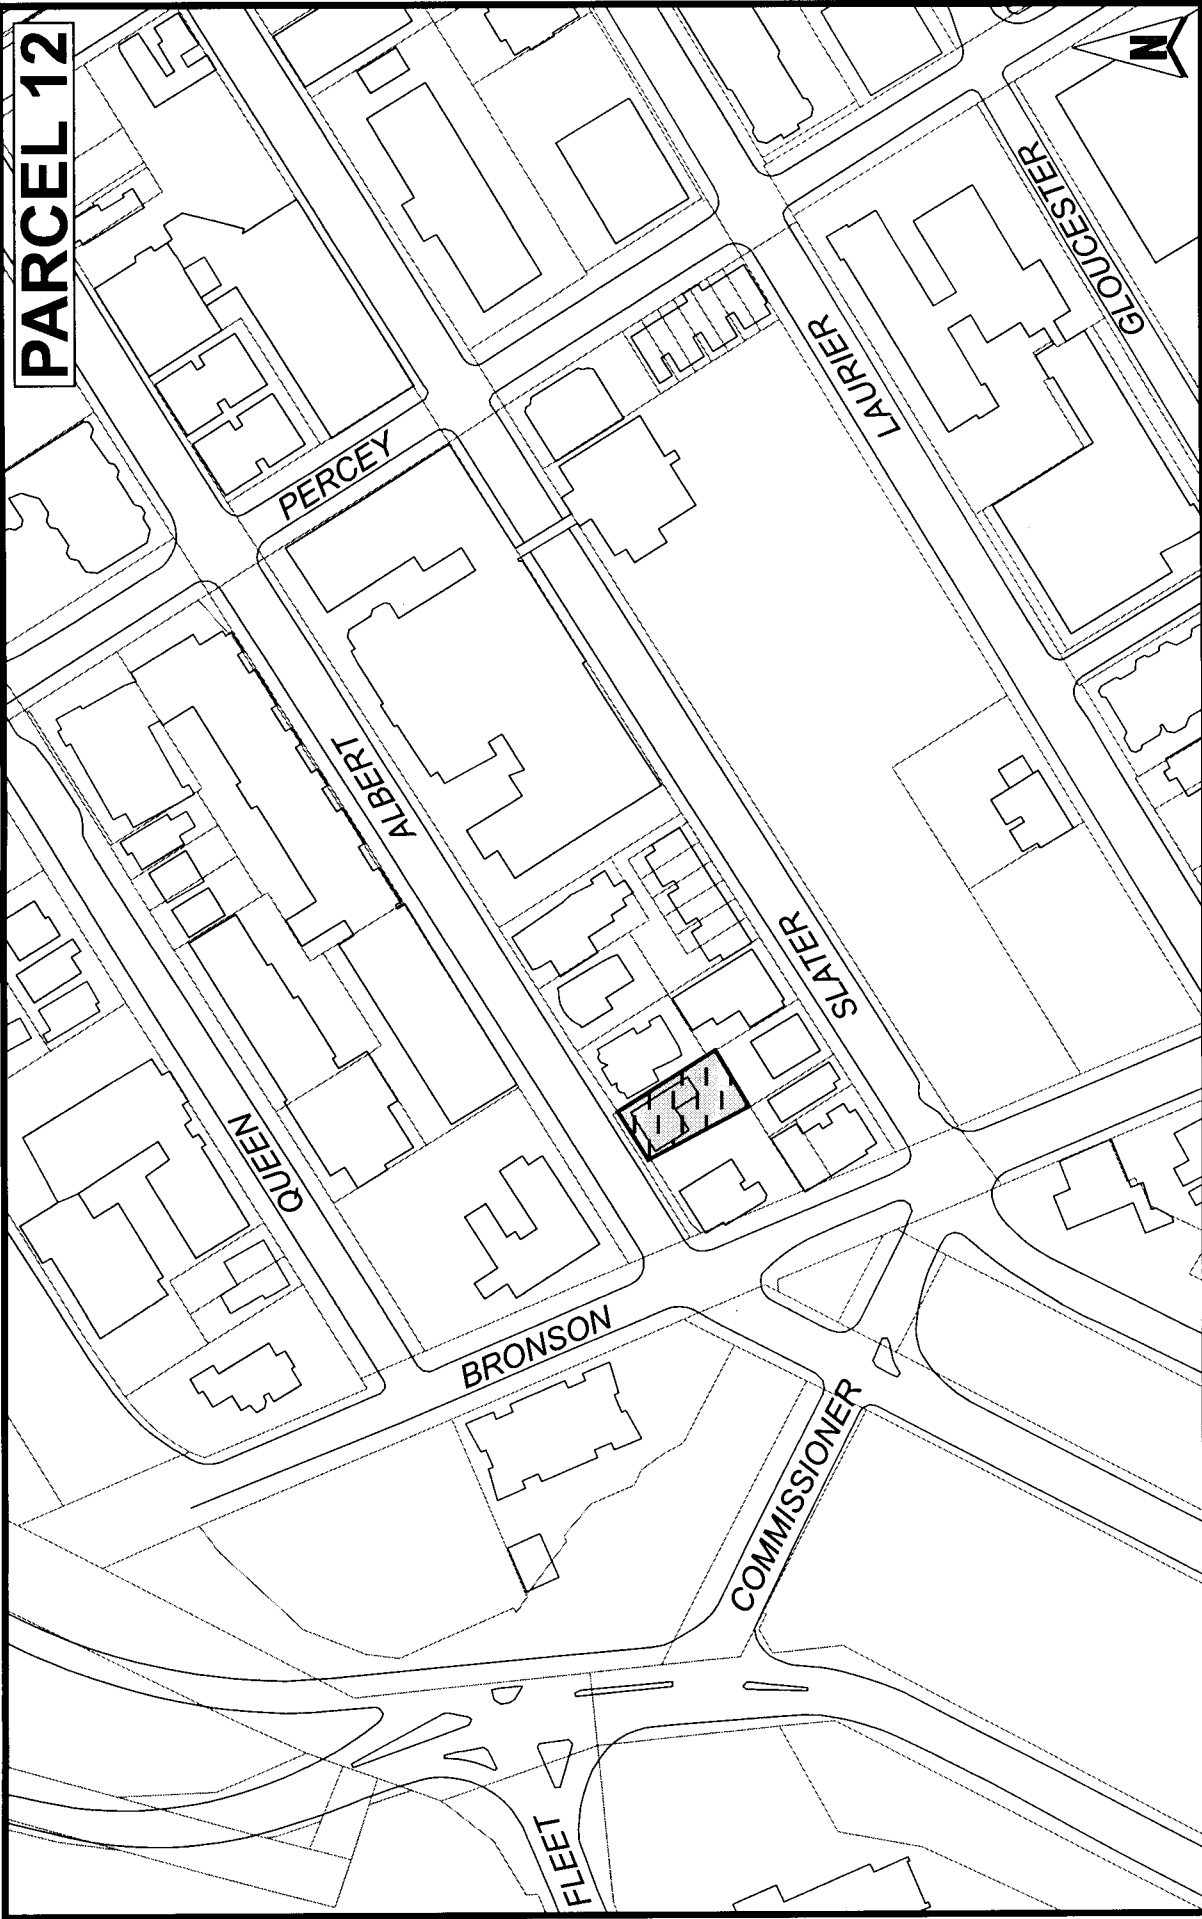 PARCEL 12
N
GLOUCESTER
LAURIER
PERCEY
ALBERT
SLATER
QUEEN
BRONSON
COMMISSIONER
FLEET